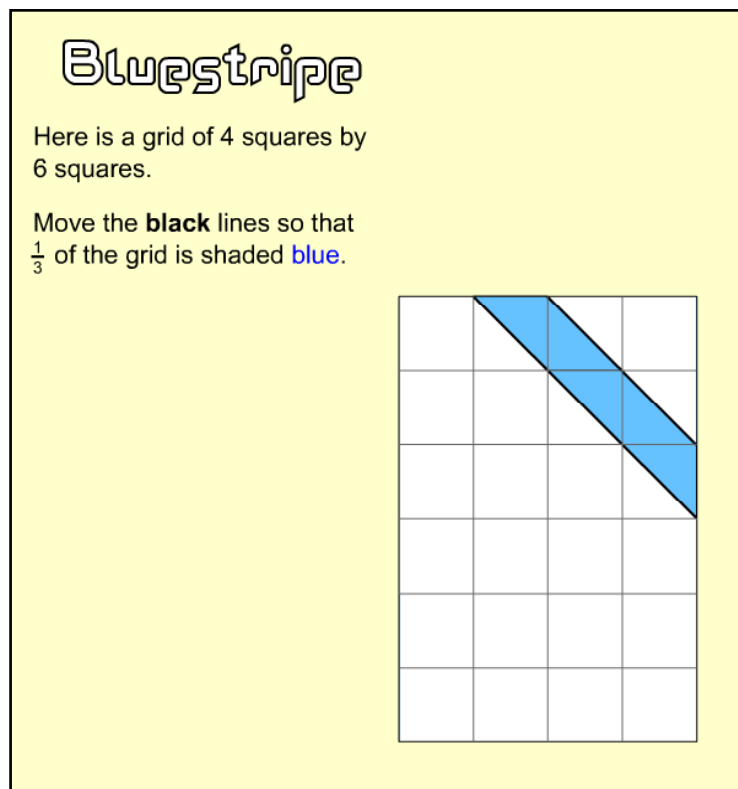 Bluestripe
Here is a grid of 4 squares by
6 squares.
Move the black lines so that
1/3 of the grid is shaded blue.